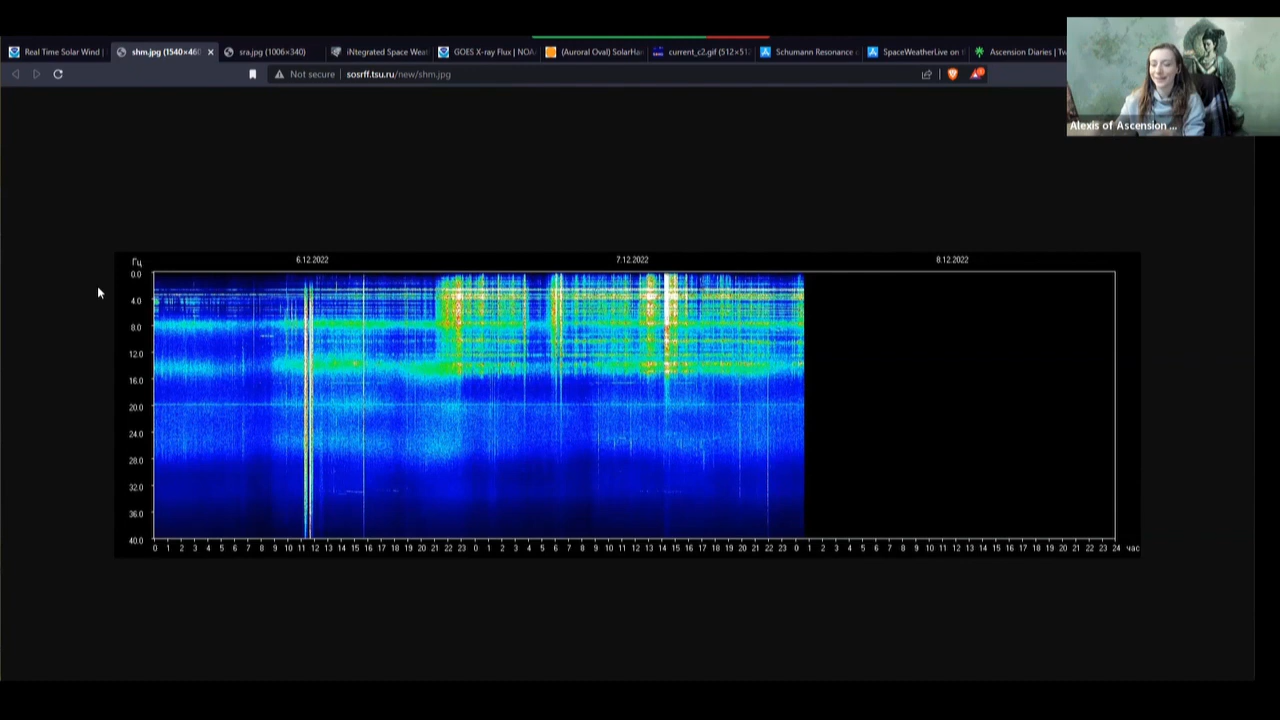 Real Time Solar Wind |
shm.jpg (1540×460
sra.jpg (1006×340)
iNtegrated Space Weat
GOES X-ray Flux | NOA
(Auroral Oval) SolarHa
current_c2.gif (512×51
Schumann Resonance
SpaceWeatherLive on
Ascension Diaries | Tw
Not secure
sosrff.tsu.ru/new/shm.jpg
Alexis of Ascension ...
6.12.2022 7.12.2022 8.12.2022
Гц
0.0
4.0
8.0
12.0
16.0
20.0
24.0
28.0
32.0
36.0
40.0
0 1 2 3 4 5 6 7 8 9 10 11 12 13 14 15 16 17 18 19 20 21 22 23 0 1 2 3 4 5 6 7 8 9 10 11 12 13 14 15 16 17 18 19 20 21 22 23 0 1 2 3 4 5 6 7 8 9 10 11 12 13 14 15 16 17 18 19 20 21 22 23 24 час